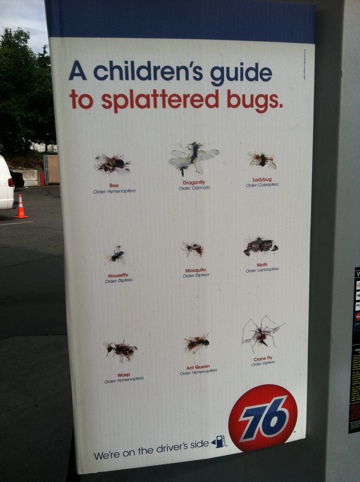 A children's guide
to splattered bugs.
Bee
Order: Hymenoptera
Dragonfly
Order: Odonata
Ladybug
Order: Coleoptera
Housefly
Order: Diptera
Mosquito
Order: Diptera
Moth
Order: Lepidoptera
Wasp
Order: Hymenoptera
Ant Queen
Order: Hymenoptera
Crane Fly
Order: Diptera
We're on the driver's side
76